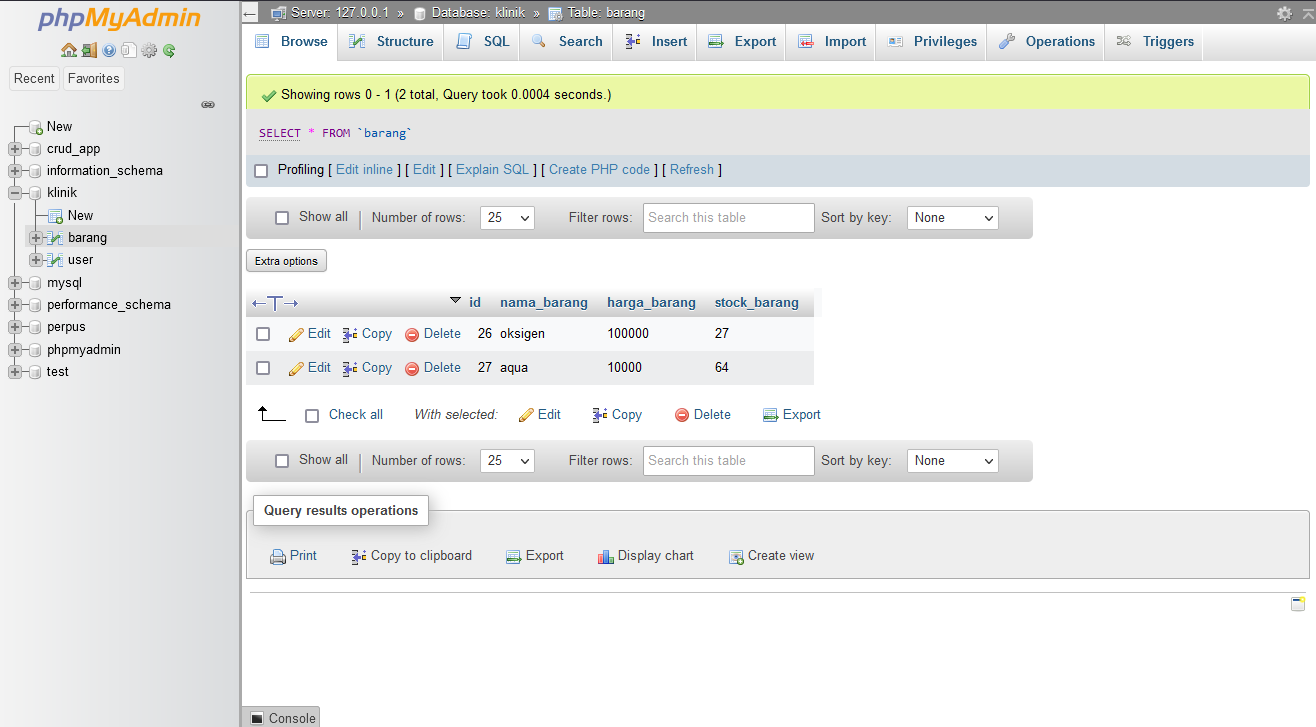 phpMyAdmin
Recent Favorites
New
crud_app
information_schema
klinik
New
barang
user
mysql
performance_schema
perpus
phpmyadmin
test
Server: 127.0.0.1 » Database: klinik » Table: barang
Browse Structure SQL Search Insert Export Import Privileges Operations Triggers
Showing rows 0 - 1 (2 total, Query took 0.0004 seconds.)
SELECT * FROM `barang`
Profiling [ Edit inline ] [ Edit ] [ Explain SQL ] [ Create PHP code ] [ Refresh ]
Show all | Number of rows: 25 Filter rows: Search this table Sort by key: None
Extra options
←T→ id nama_barang harga_barang stock_barang
Edit Copy Delete 26 oksigen 100000 27
Edit Copy Delete 27 aqua 10000 64
Check all With selected: Edit Copy Delete Export
Show all | Number of rows: 25 Filter rows: Search this table Sort by key: None
Query results operations
Print Copy to clipboard Export Display chart Create view
Console